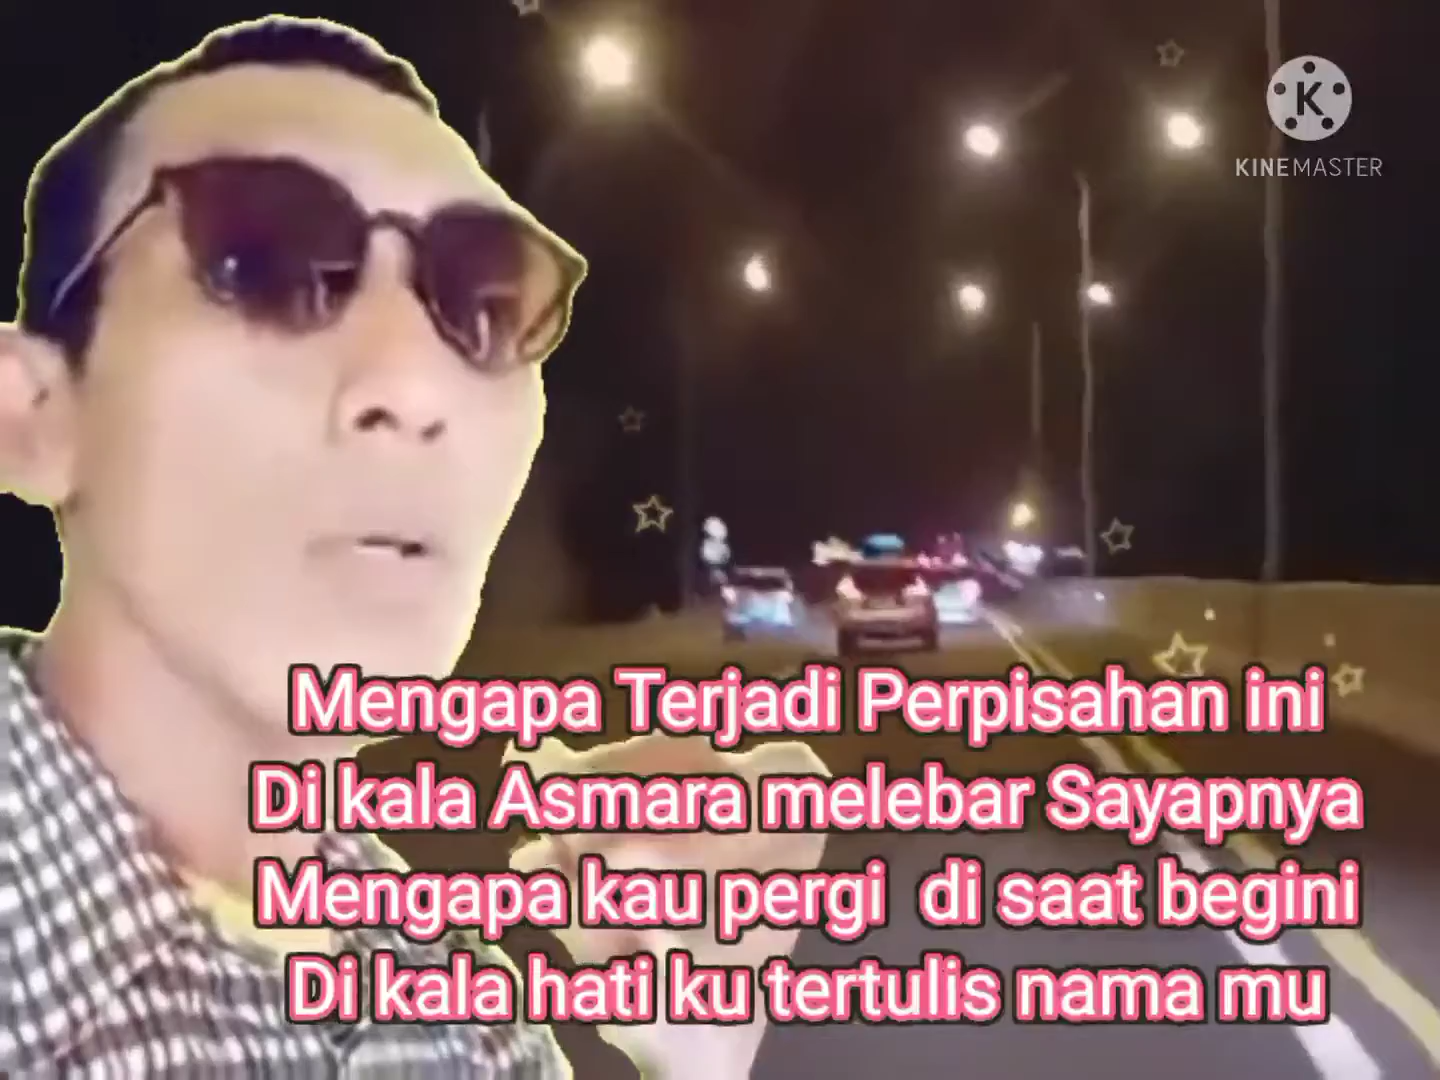 K
KINEMASTER
Mengapa Terjadi Perpisahan ini
Di kala Asmara melebar Sayapnya
Mengapa kau pergi di saat begini
Di kala hati ku tertulis nama mu